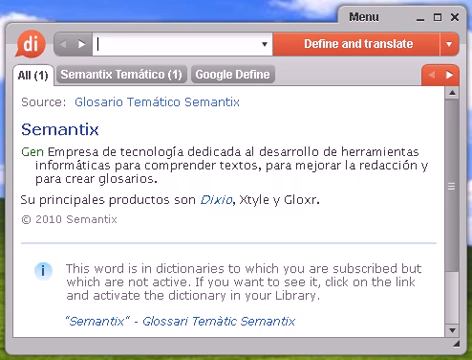 Menu
di
Define and translate
All (1)
Semantix Temático (1)
Google Define
Source: Glosario Temático Semantix
Semantix
Gen Empresa de tecnología dedicada al desarrollo de herramientas
informáticas para comprender textos, para mejorar la redacción y
para crear glosarios.
Su principales productos son Dixio, Xtyle y Gloxr.
© 2010 Semantix
i
This word is in dictionaries to which you are subscribed but
which are not active. If you want to see it, click on the link
and activate the dictionary in your Library.
"Semantix" - Glossari Temàtic Semantix